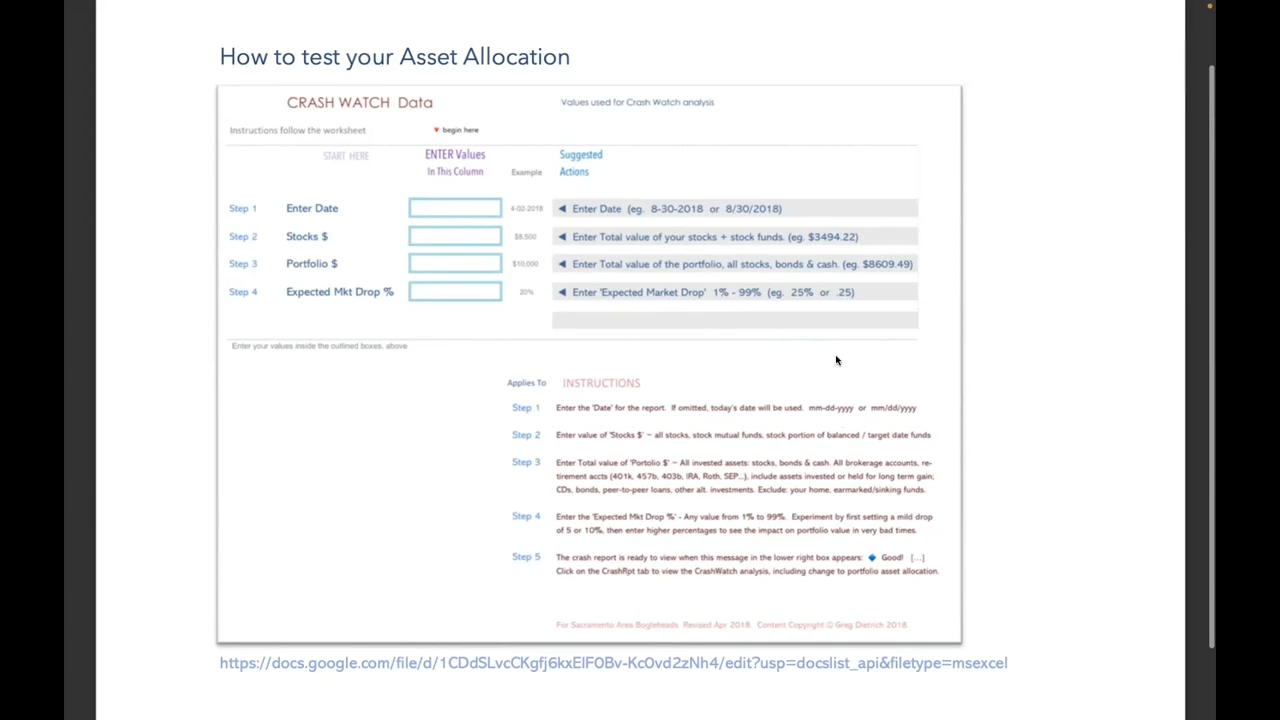 How to test your Asset Allocation
CRASH WATCH Data
Values used for Crash Watch analysis
Instructions follow the worksheet
▼ begin here
START HERE
ENTER Values
In This Column
Example
Suggested
Actions
Step 1 Enter Date 4-02-2018 ◄ Enter Date (eg. 8-30-2018 or 8/30/2018)
Step 2 Stocks $ $8,500 ◄ Enter Total value of your stocks + stock funds. (eg. $3494.22)
Step 3 Portfolio $ $10,000 ◄ Enter Total value of the portfolio, all stocks, bonds & cash. (eg. $8609.49)
Step 4 Expected Mkt Drop % 20% ◄ Enter 'Expected Market Drop' 1% - 99% (eg. 25% or .25)
Enter your values inside the outlined boxes, above
Applies To INSTRUCTIONS
Step 1 Enter the 'Date' for the report. If omitted, today's date will be used. mm-dd-yyyy or mm/dd/yyyy
Step 2 Enter value of 'Stocks $' – all stocks, stock mutual funds, stock portion of balanced / target date funds
Step 3 Enter Total value of 'Portolio $' – All invested assets: stocks, bonds & cash. All brokerage accounts, re-
tirement accts (401k, 457b, 403b, IRA, Roth, SEP...), include assets invested or held for long term gain;
CDs, bonds, peer-to-peer loans, other alt. investments. Exclude: your home, earmarked/sinking funds.
Step 4 Enter the 'Expected Mkt Drop %' - Any value from 1% to 99%. Experiment by first setting a mild drop
of 5 or 10%, then enter higher percentages to see the impact on portfolio value in very bad times.
Step 5 The crash report is ready to view when this message in the lower right box appears: 🔷 Good! [...]
Click on the CrashRpt tab to view the CrashWatch analysis, including change to portfolio asset allocation.
For Sacramento Area Bogleheads. Revised Apr 2018. Content Copyright © Greg Dietrich 2018.
https://docs.google.com/file/d/1CDdSLvcCKgfj6kxElF0Bv-Kc0vd2zNh4/edit?usp=docslist_api&filetype=msexcel